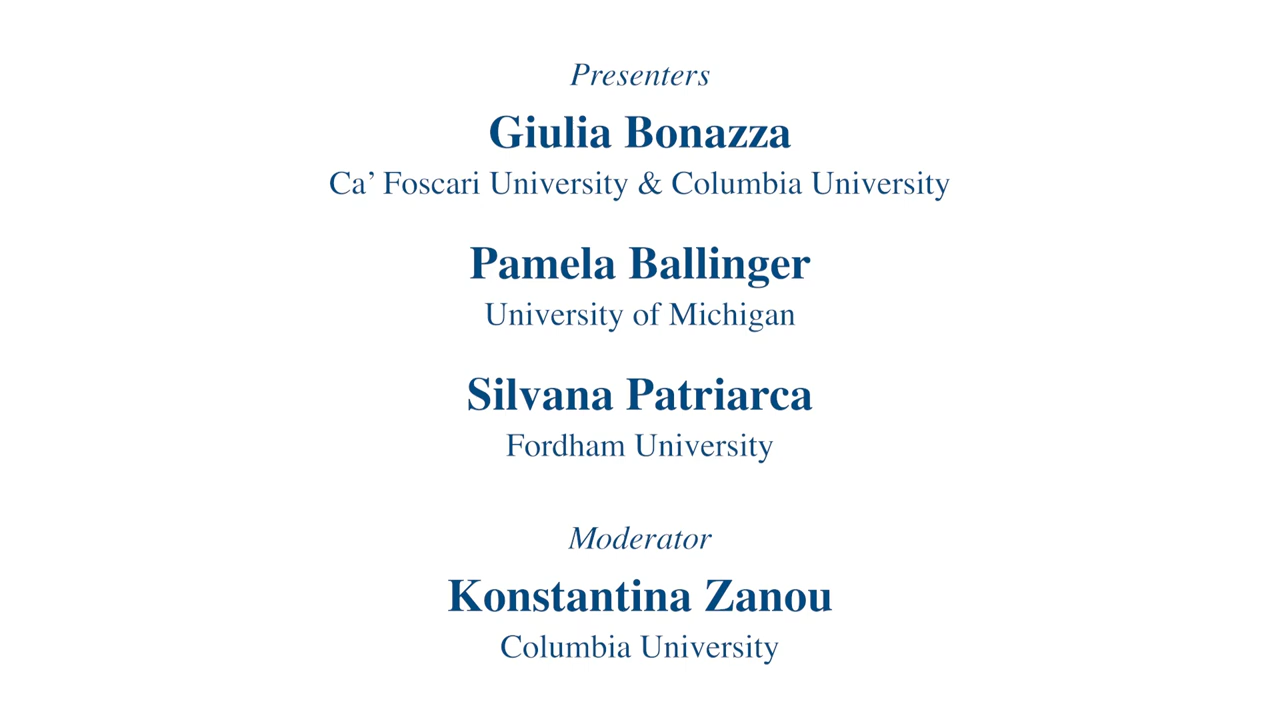 Presenters
Giulia Bonazza
Ca’ Foscari University & Columbia University
Pamela Ballinger
University of Michigan
Silvana Patriarca
Fordham University
Moderator
Konstantina Zanou
Columbia University